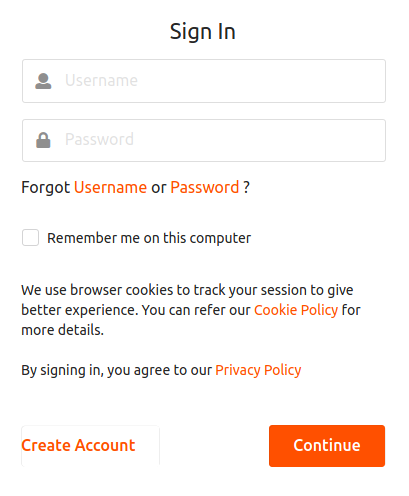 Sign In
Username
Password
Forgot Username or Password ?
Remember me on this computer
We use browser cookies to track your session to give
better experience. You can refer our Cookie Policy for
more details.
By signing in, you agree to our Privacy Policy
Create Account
Continue